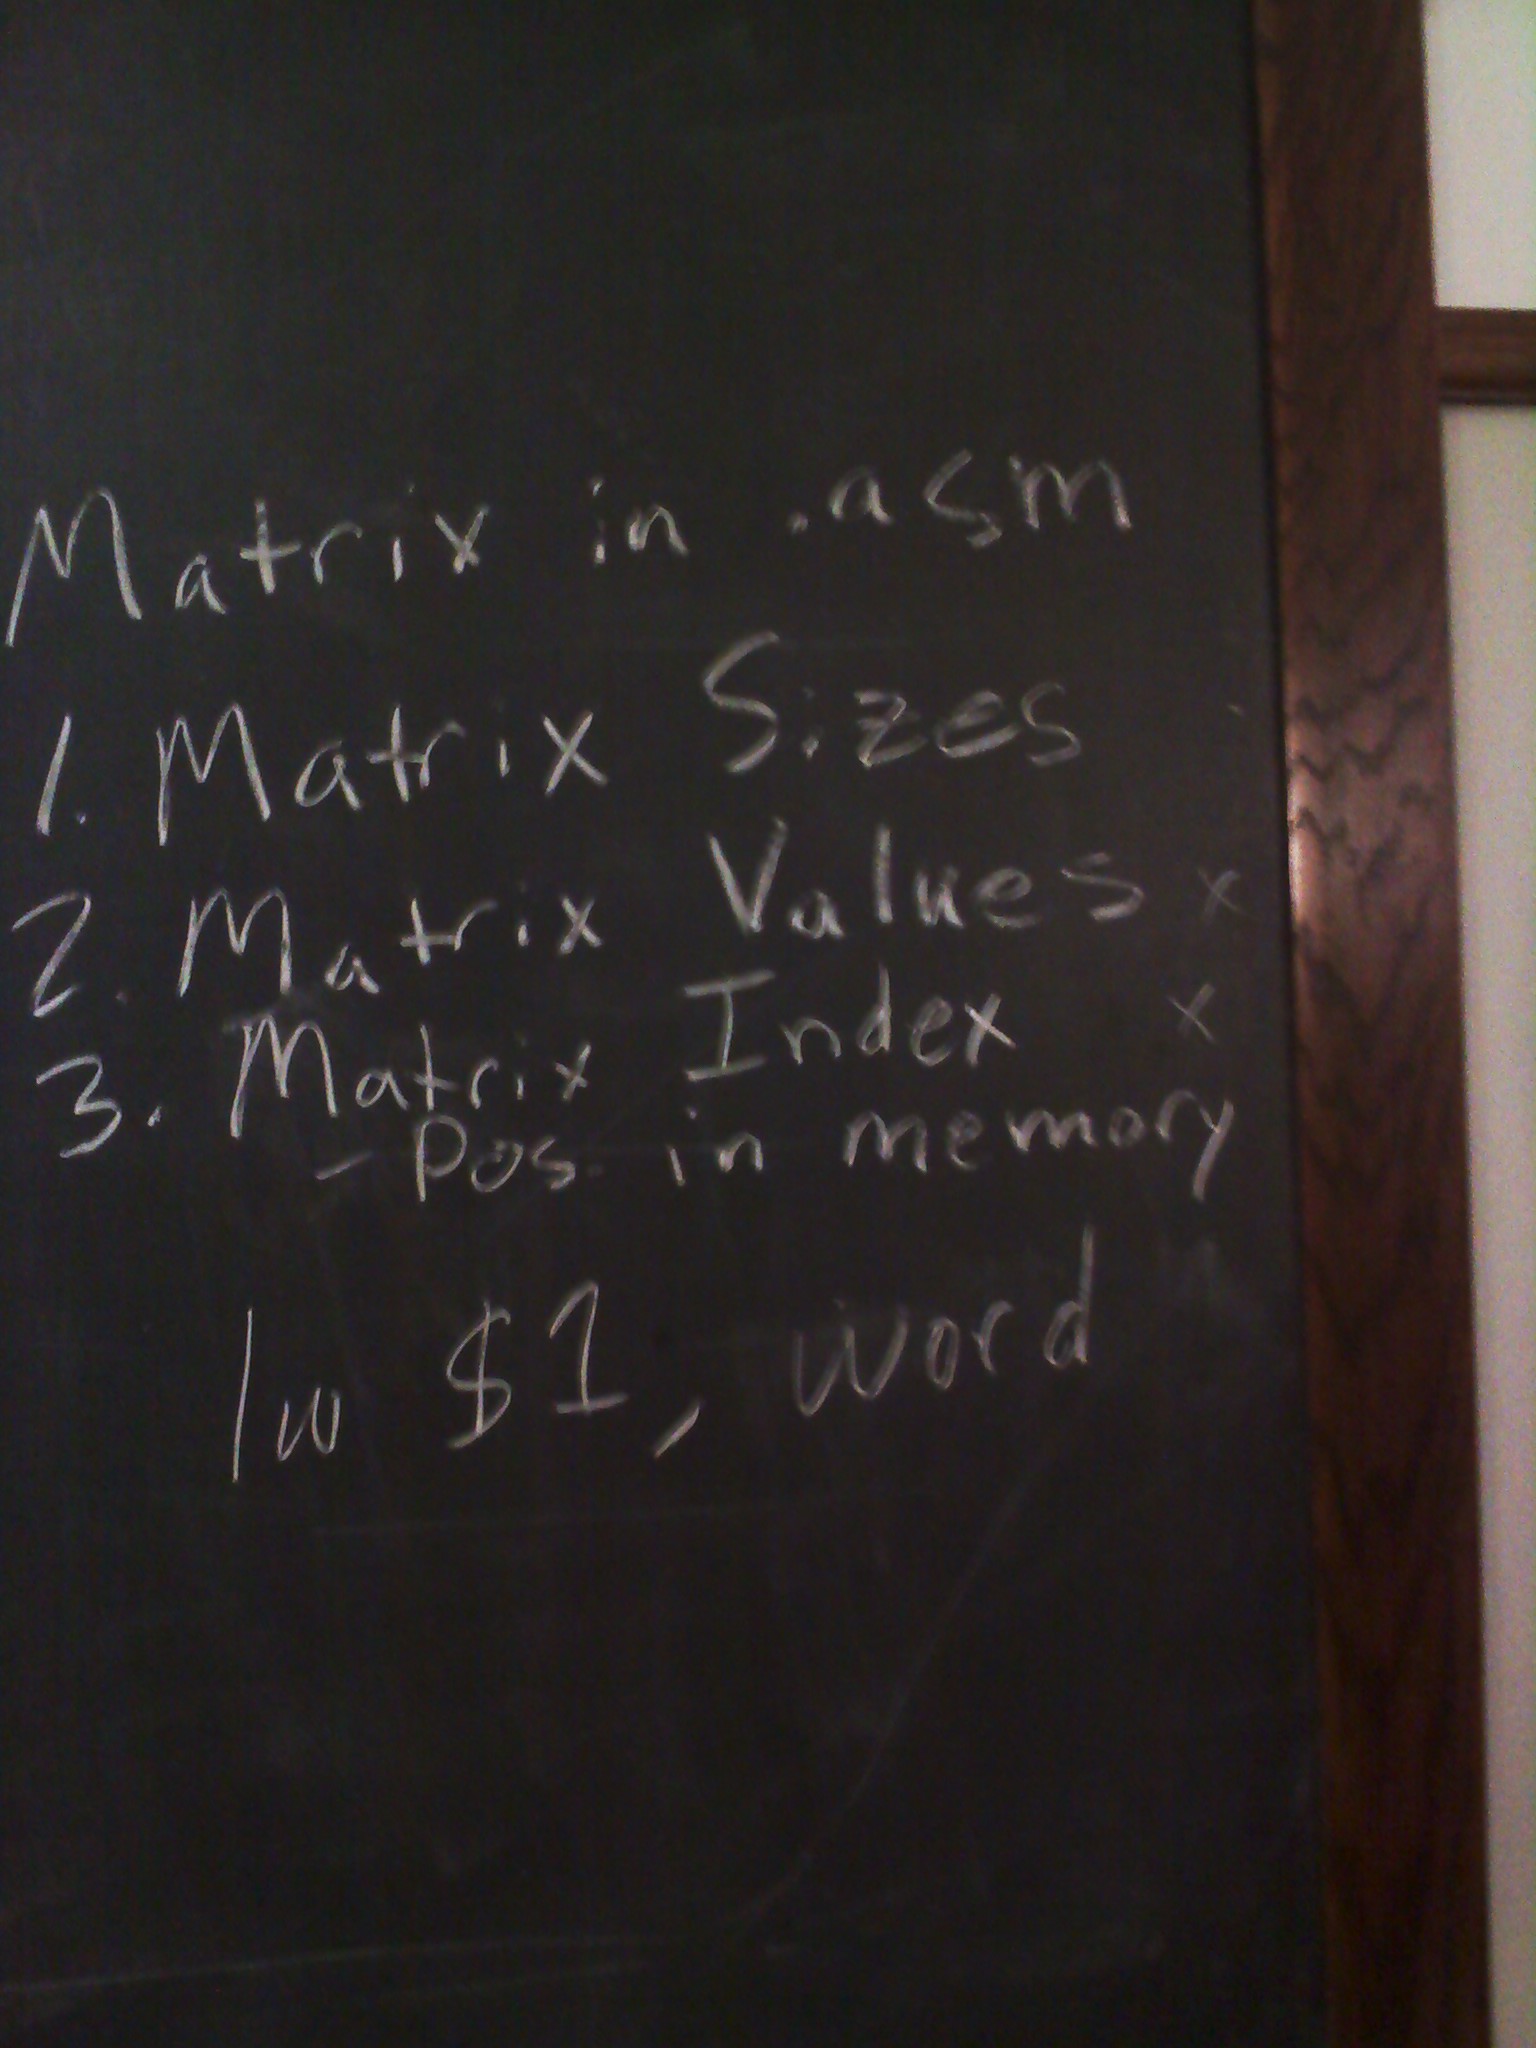 Matrix in .asm
1. Matrix Sizes
2. Matrix Values x
3. Matrix Index x
- Pos. in memory
lw $1, word